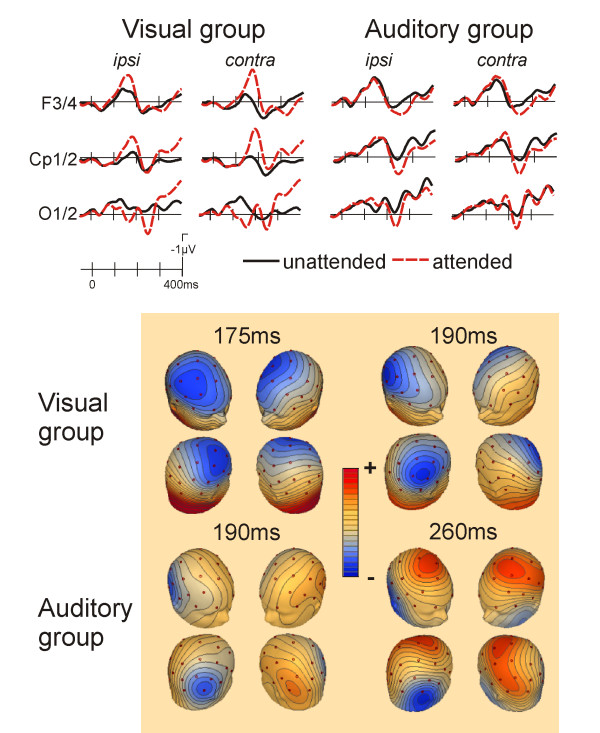 Visual group Auditory group
ipsi contra ipsi contra
F3/4
Cp1/2
O1/2
-1µV
unattended attended
0 400ms
175ms 190ms
Visual
group
+
-
190ms 260ms
Auditory
group